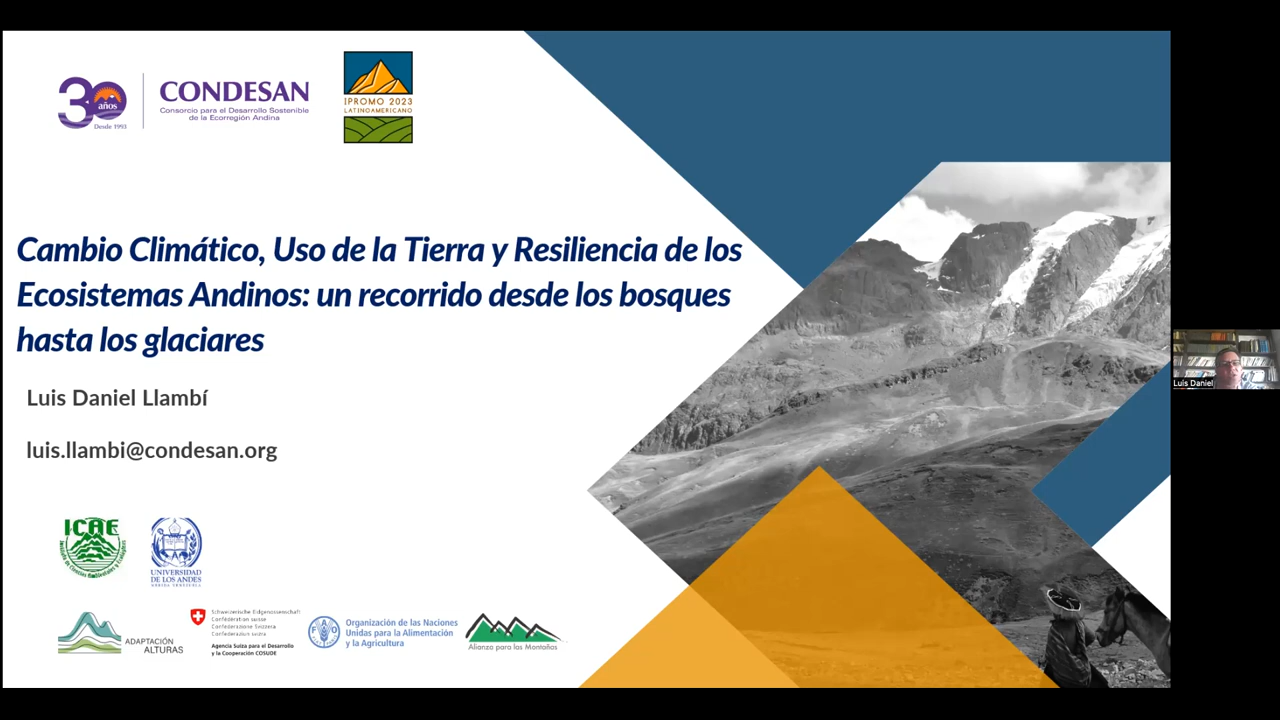 30
años
Desde 1993
CONDESAN
Consorcio para el Desarrollo Sostenible
de la Ecorregión Andina
IPROMO 2023
LATINOAMERICANO
Cambio Climático, Uso de la Tierra y Resiliencia de los
Ecosistemas Andinos: un recorrido desde los bosques
hasta los glaciares
Luis Daniel Llambí
luis.llambi@condesan.org
Luis Daniel
ICAE
UNIVERSIDAD
DE LOS ANDES
ADAPTACIÓN
ALTURAS
Schweizerische Eidgenossenschaft
Confédération suisse
Confederazione Svizzera
Confederaziun svizra
Agencia Suiza para el Desarrollo
y la Cooperación COSUDE
FAO
Organización de las Naciones
Unidas para la Alimentación
y la Agricultura
Alianza para las Montañas